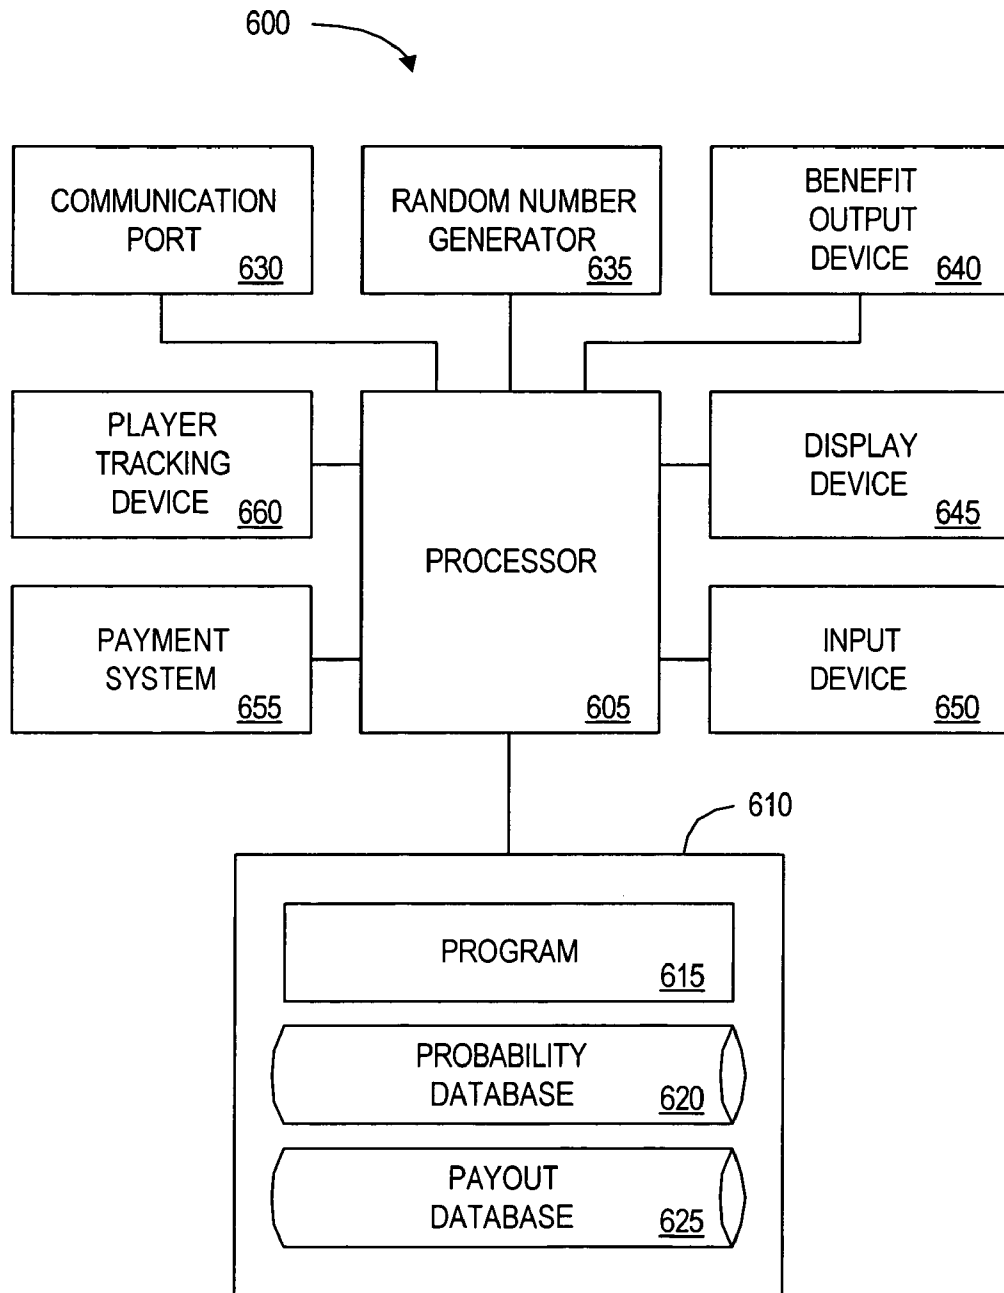 600
COMMUNICATION
PORT
630
RANDOM NUMBER
GENERATOR
635
BENEFIT
OUTPUT
DEVICE
640
PLAYER
TRACKING
DEVICE
660
PROCESSOR
605
DISPLAY
DEVICE
645
PAYMENT
SYSTEM
655
INPUT
DEVICE
650
610
PROGRAM
615
PROBABILITY
DATABASE
620
PAYOUT
DATABASE
625